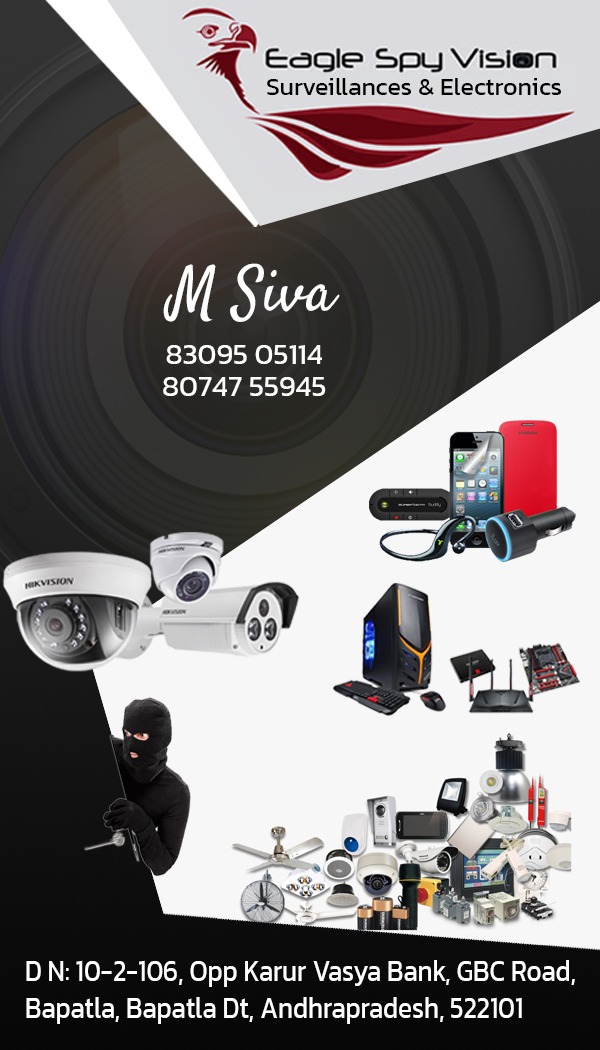 Eagle Spy Vision
Surveillances & Electronics
M Siva
83095 05114
80747 55945
HIKVISION
HIKVISION
D N: 10-2-106, Opp Karur Vasya Bank, GBC Road,
Bapatla, Bapatla Dt, Andhrapradesh, 522101